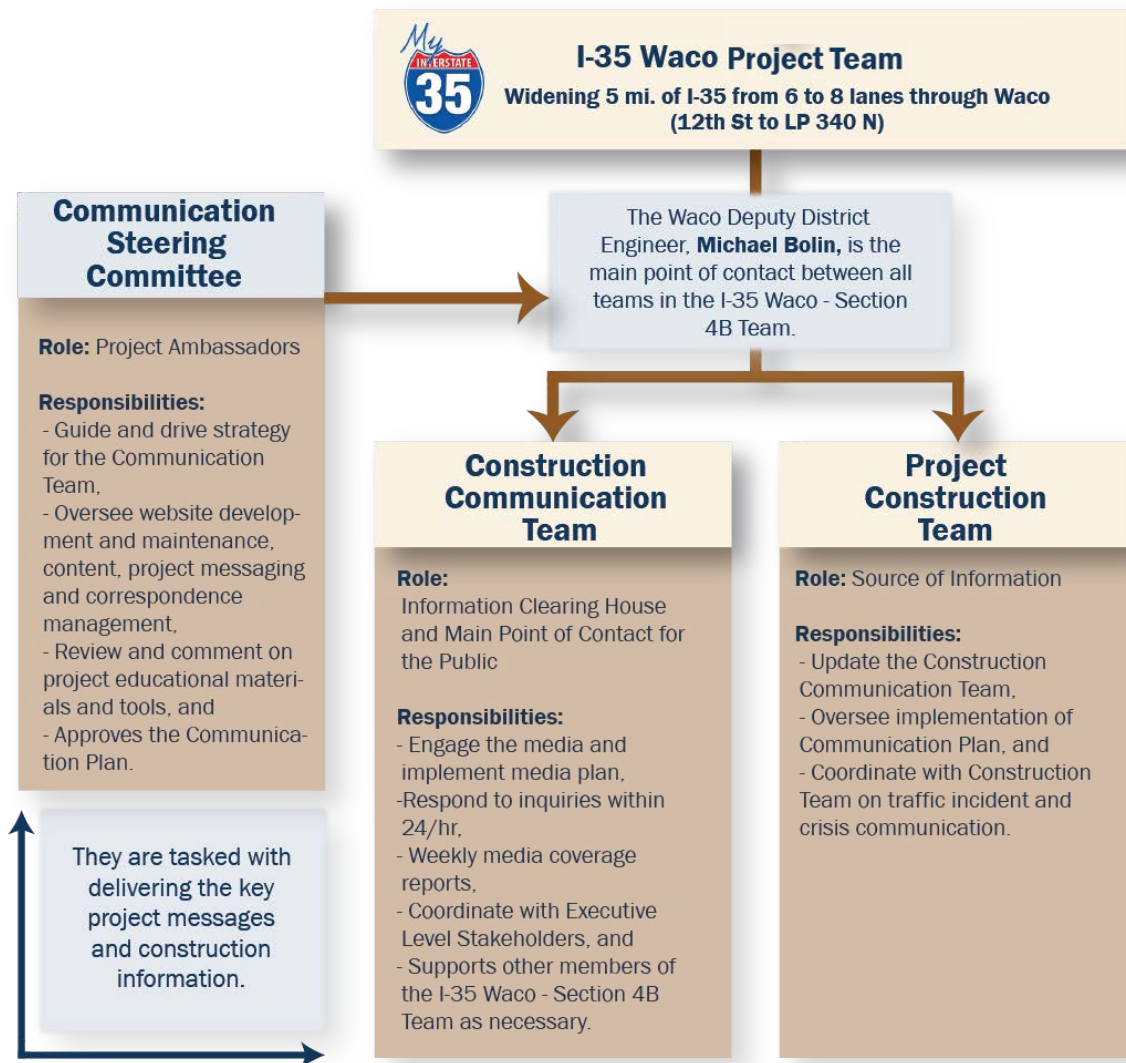 My
INTERSTATE
35
I-35 Waco Project Team
Widening 5 mi. of I-35 from 6 to 8 lanes through Waco
(12th St to LP 340 N)
The Waco Deputy District
Engineer, Michael Bolin, is the
main point of contact between all
teams in the I-35 Waco - Section
4B Team.
Communication
Steering
Committee
Role: Project Ambassadors
Responsibilities:
- Guide and drive strategy
for the Communication
Team,
- Oversee website develop-
ment and maintenance,
content, project messaging
and correspondence
management,
- Review and comment on
project educational materi-
als and tools, and
- Approves the Communica-
tion Plan.
They are tasked with
delivering the key
project messages
and construction
information.
Construction
Communication
Team
Role:
Information Clearing House
and Main Point of Contact for
the Public
Responsibilities:
- Engage the media and
implement media plan,
-Respond to inquiries within
24/hr,
- Weekly media coverage
reports,
- Coordinate with Executive
Level Stakeholders, and
- Supports other members of
the I-35 Waco - Section 4B
Team as necessary.
Project
Construction
Team
Role: Source of Information
Responsibilities:
- Update the Construction
Communication Team,
- Oversee implementation of
Communication Plan, and
- Coordinate with Construction
Team on traffic incident and
crisis communication.